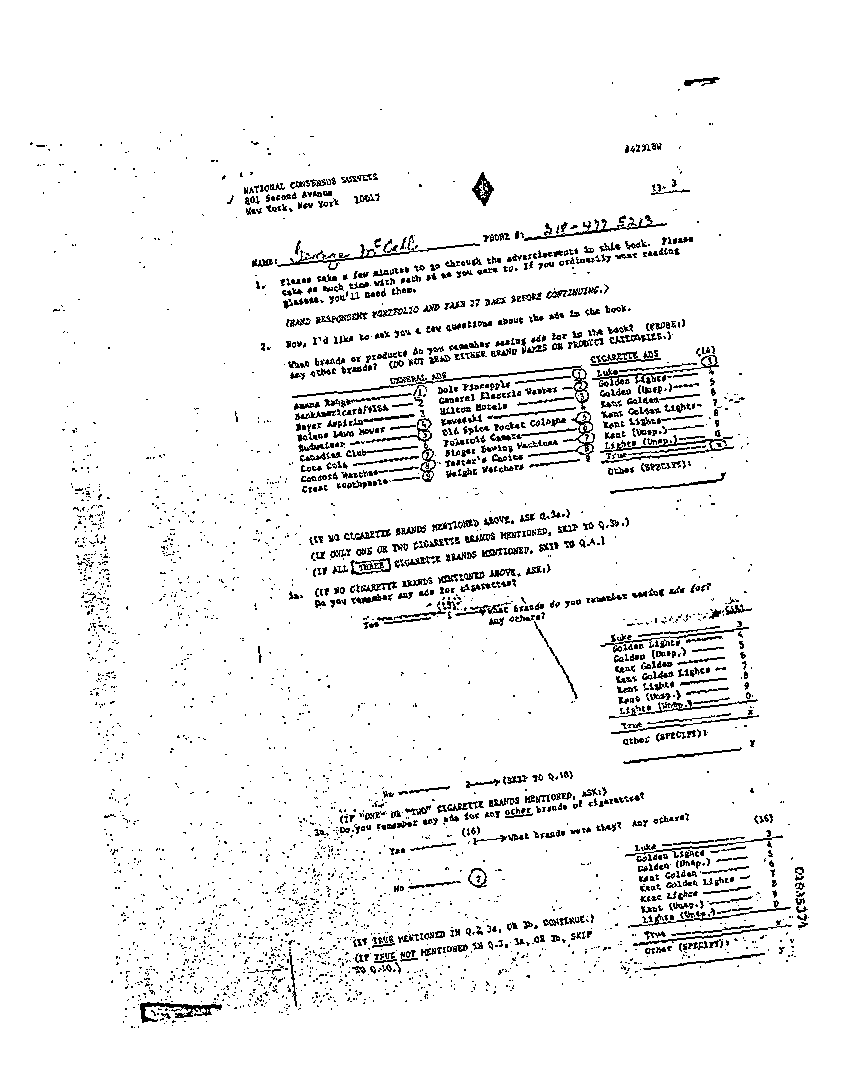 NATIONAL CONSENSUS SURVEYS
801 Second Avenue
New York, New York 10017
NAME: George McCall PHONE #: 318-477 5213
1. Please take a few minutes to go through the advertisements in this book. Please
take as much time with each ad as you care to. If you ordinarily wear reading
glasses, you'll need them.
(HAND RESPONDENT PORTFOLIO AND TAKE IT BACK BEFORE CONTINUING.)
2. Now, I'd like to ask you a few questions about the ads in the book.
What brands or products do you remember seeing ads for in the book? (PROBE:)
Any other brands? (DO NOT READ EITHER BRAND NAMES OR PRODUCT CATEGORIES.)
GENERAL ADS
Amana Range 1
BankAmericard/VISA 2
Bayer Aspirin 3
Bolens Lawn Mower 4
Budweiser 5
Canadian Club 6
Coca Cola 7
Concord Watches 8
Crest Toothpaste 9
Dole Pineapple 1
General Electric Washer 2
Hilton Hotels 3
Kawasaki 4
Old Spice Pocket Cologne 5
Polaroid Camera 6
Singer Sewing Machines 7
Taster's Choice 8
Weight Watchers 9
CIGARETTE ADS (14)
Luke 3
Golden Lights 4
Golden (Unsp.) 5
Kent Golden 6
Kent Golden Lights 7
Kent Lights 8
Kent (Unsp.) 9
Lights (Unsp.) 0
True x
Other (SPECIFY):
y
(IF NO CIGARETTE BRANDS MENTIONED ABOVE, ASK Q.3a.)
(IF ONLY ONE OR TWO CIGARETTE BRANDS MENTIONED, SKIP TO Q.3b.)
(IF ALL THREE CIGARETTE BRANDS MENTIONED, SKIP TO Q.4.)
3a. (IF NO CIGARETTE BRANDS MENTIONED ABOVE, ASK:)
Do you remember any ads for cigarettes?
(15)
Yes 1 What brands do you remember seeing ads for?
Any others?
Luke 3
Golden Lights 4
Golden (Unsp.) 5
Kent Golden 6
Kent Golden Lights 7
Kent Lights 8
Kent (Unsp.) 9
Lights (Unsp.) 0
True x
Other (SPECIFY):
y
No 2 (SKIP TO Q.10)
(IF "ONE" OR "TWO" CIGARETTE BRANDS MENTIONED, ASK:)
Do you remember any ads for any other brands of cigarettes?
(16)
Yes 1 What brands were they? Any others? (16)
Luke 3
Golden Lights 4
Golden (Unsp.) 5
Kent Golden 6
Kent Golden Lights 7
Kent Lights 8
Kent (Unsp.) 9
Lights (Unsp.) 0
True x
Other (SPECIFY):
y
No 2
(IF TRUE MENTIONED IN Q.2, 3a, OR 3b, CONTINUE.)
(IF TRUE NOT MENTIONED IN Q.2, 3a, OR 3b, SKIP
TO Q.10.)